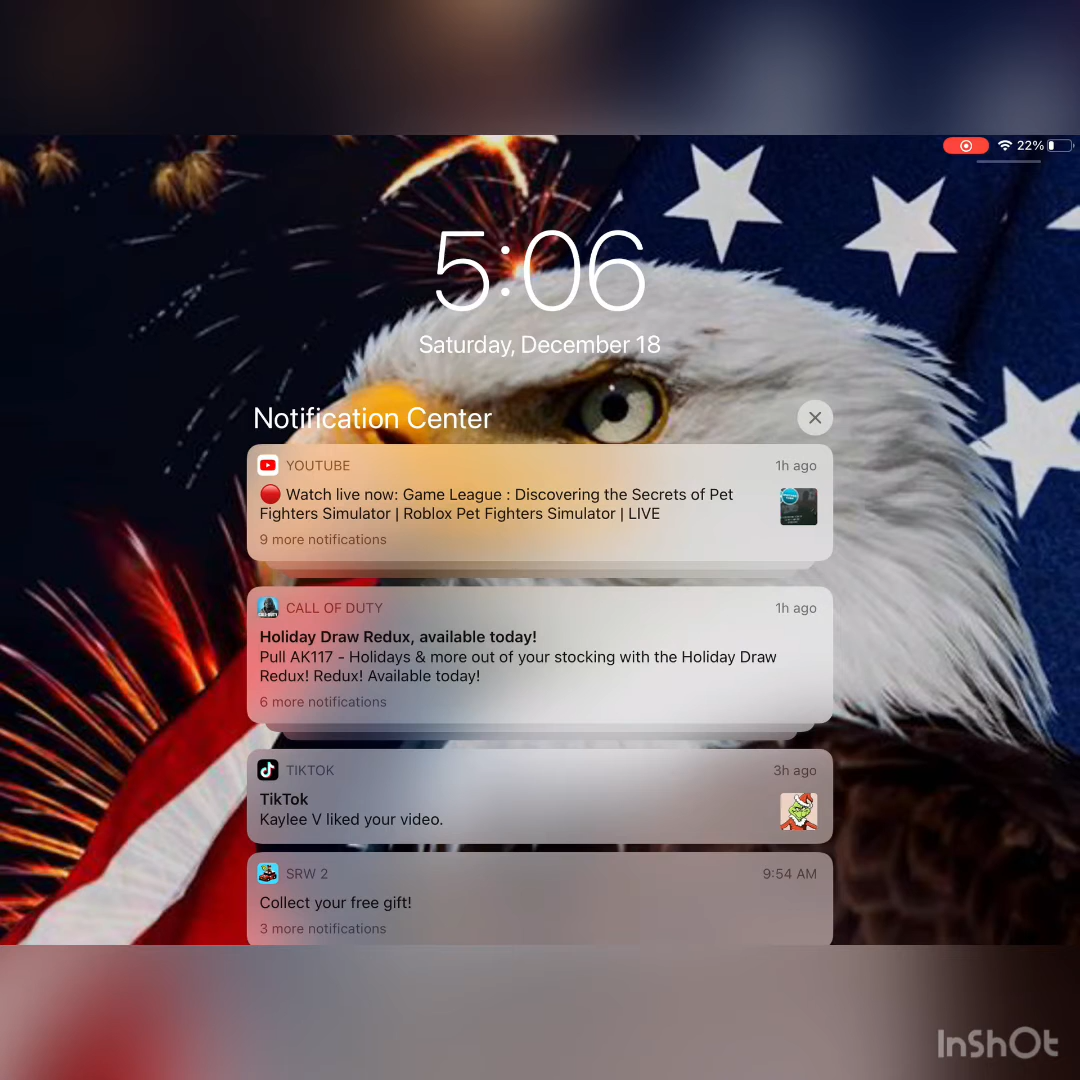 22%
5:06
Saturday, December 18
Notification Center
YOUTUBE 1h ago
🔴 Watch live now: Game League : Discovering the Secrets of Pet
Fighters Simulator | Roblox Pet Fighters Simulator | LIVE
9 more notifications
CALL OF DUTY 1h ago
Holiday Draw Redux, available today!
Pull AK117 - Holidays & more out of your stocking with the Holiday Draw
Redux! Redux! Available today!
6 more notifications
TIKTOK 3h ago
TikTok
Kaylee V liked your video.
SRW 2 9:54 AM
Collect your free gift!
3 more notifications
InShOt